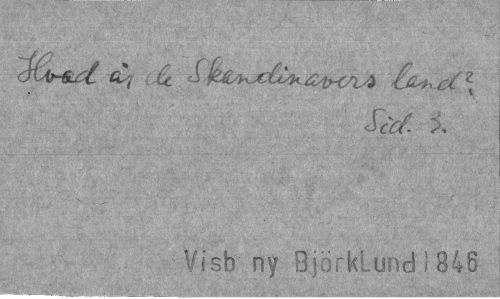 Hvad är de Skandinavers land?
Sid. 3.
Visb ny Björklund 1846